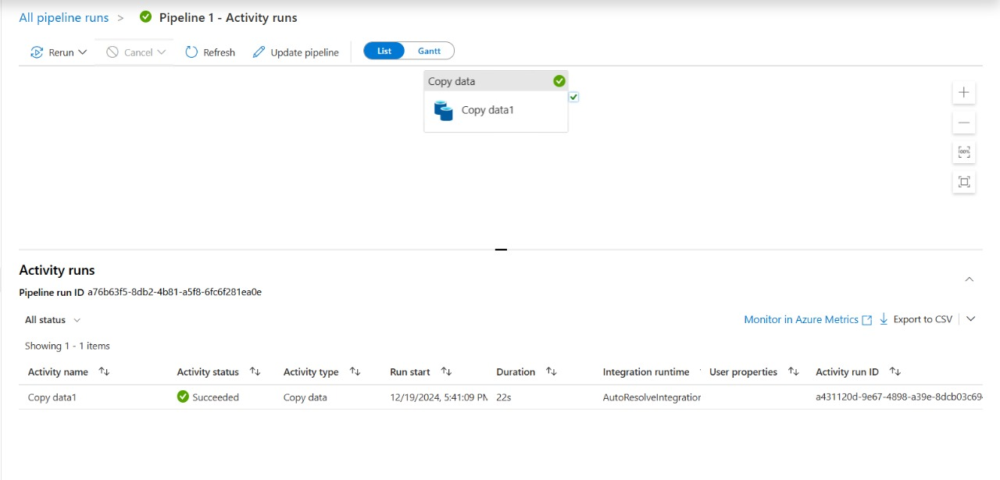 All pipeline runs > Pipeline 1 - Activity runs
Rerun Cancel Refresh Update pipeline List Gantt
Copy data
Copy data1
Activity runs
Pipeline run ID a76b63f5-8db2-4b81-a5f8-6fc6f281ea0e
All status
Monitor in Azure Metrics Export to CSV
Showing 1 - 1 items
Activity name Activity status Activity type Run start Duration Integration runtime User properties Activity run ID
Copy data1 Succeeded Copy data 12/19/2024, 5:41:09 PM 22s AutoResolveIntegration a431120d-9e67-4898-a39e-8dcb03c69